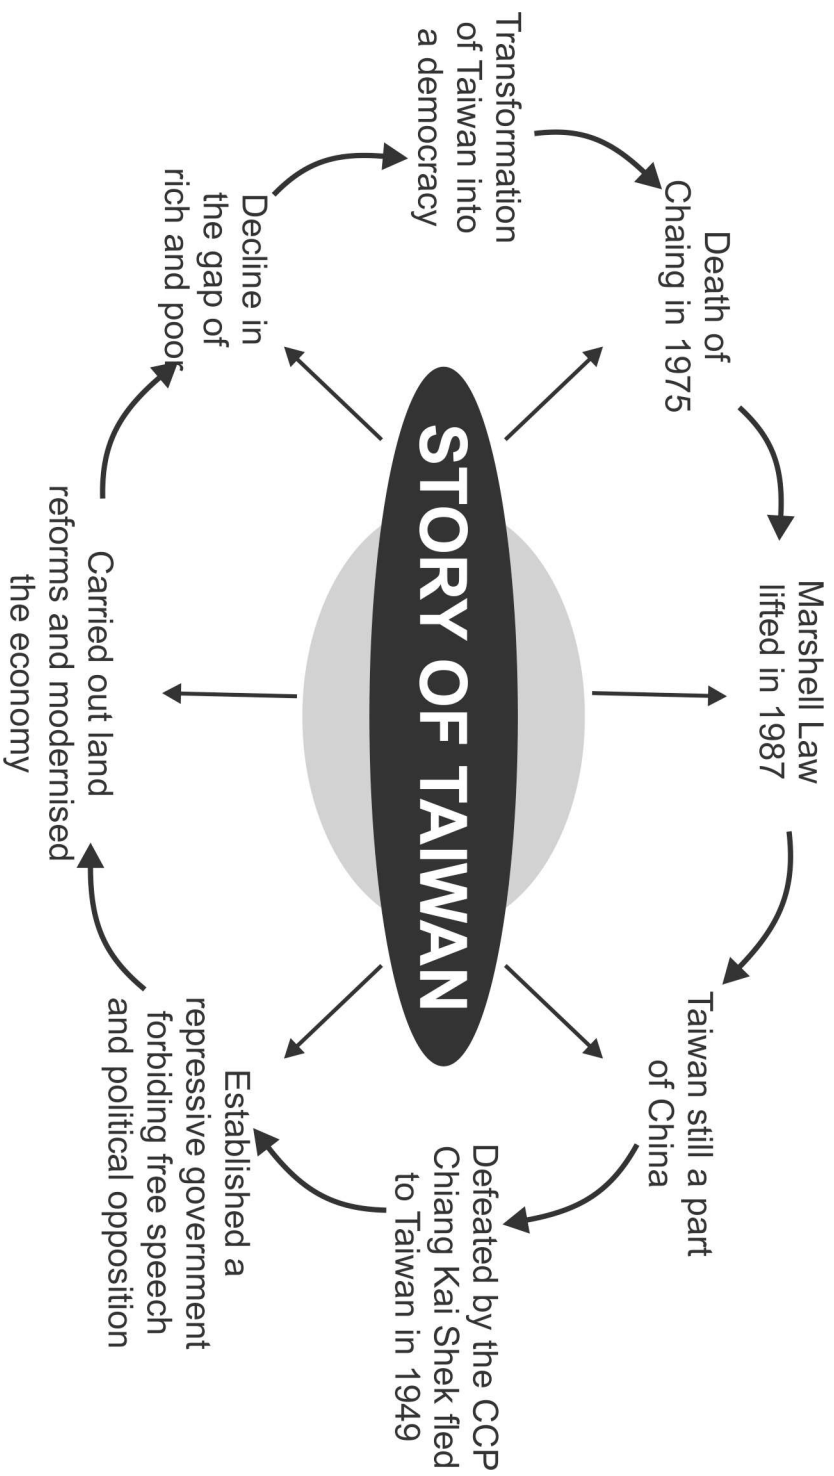 Marshell Law
lifted in 1987
Death of
Chaing in 1975
Taiwan still a part
of China
Transformation
of Taiwan into
a democracy
STORY OF TAIWAN
Defeated by the CCP
Chiang Kai Shek fled
to Taiwan in 1949
Decline in
the gap of
rich and poor
Established a
repressive government
forbiding free speech
and political opposition
Carried out land
reforms and modernised
the economy